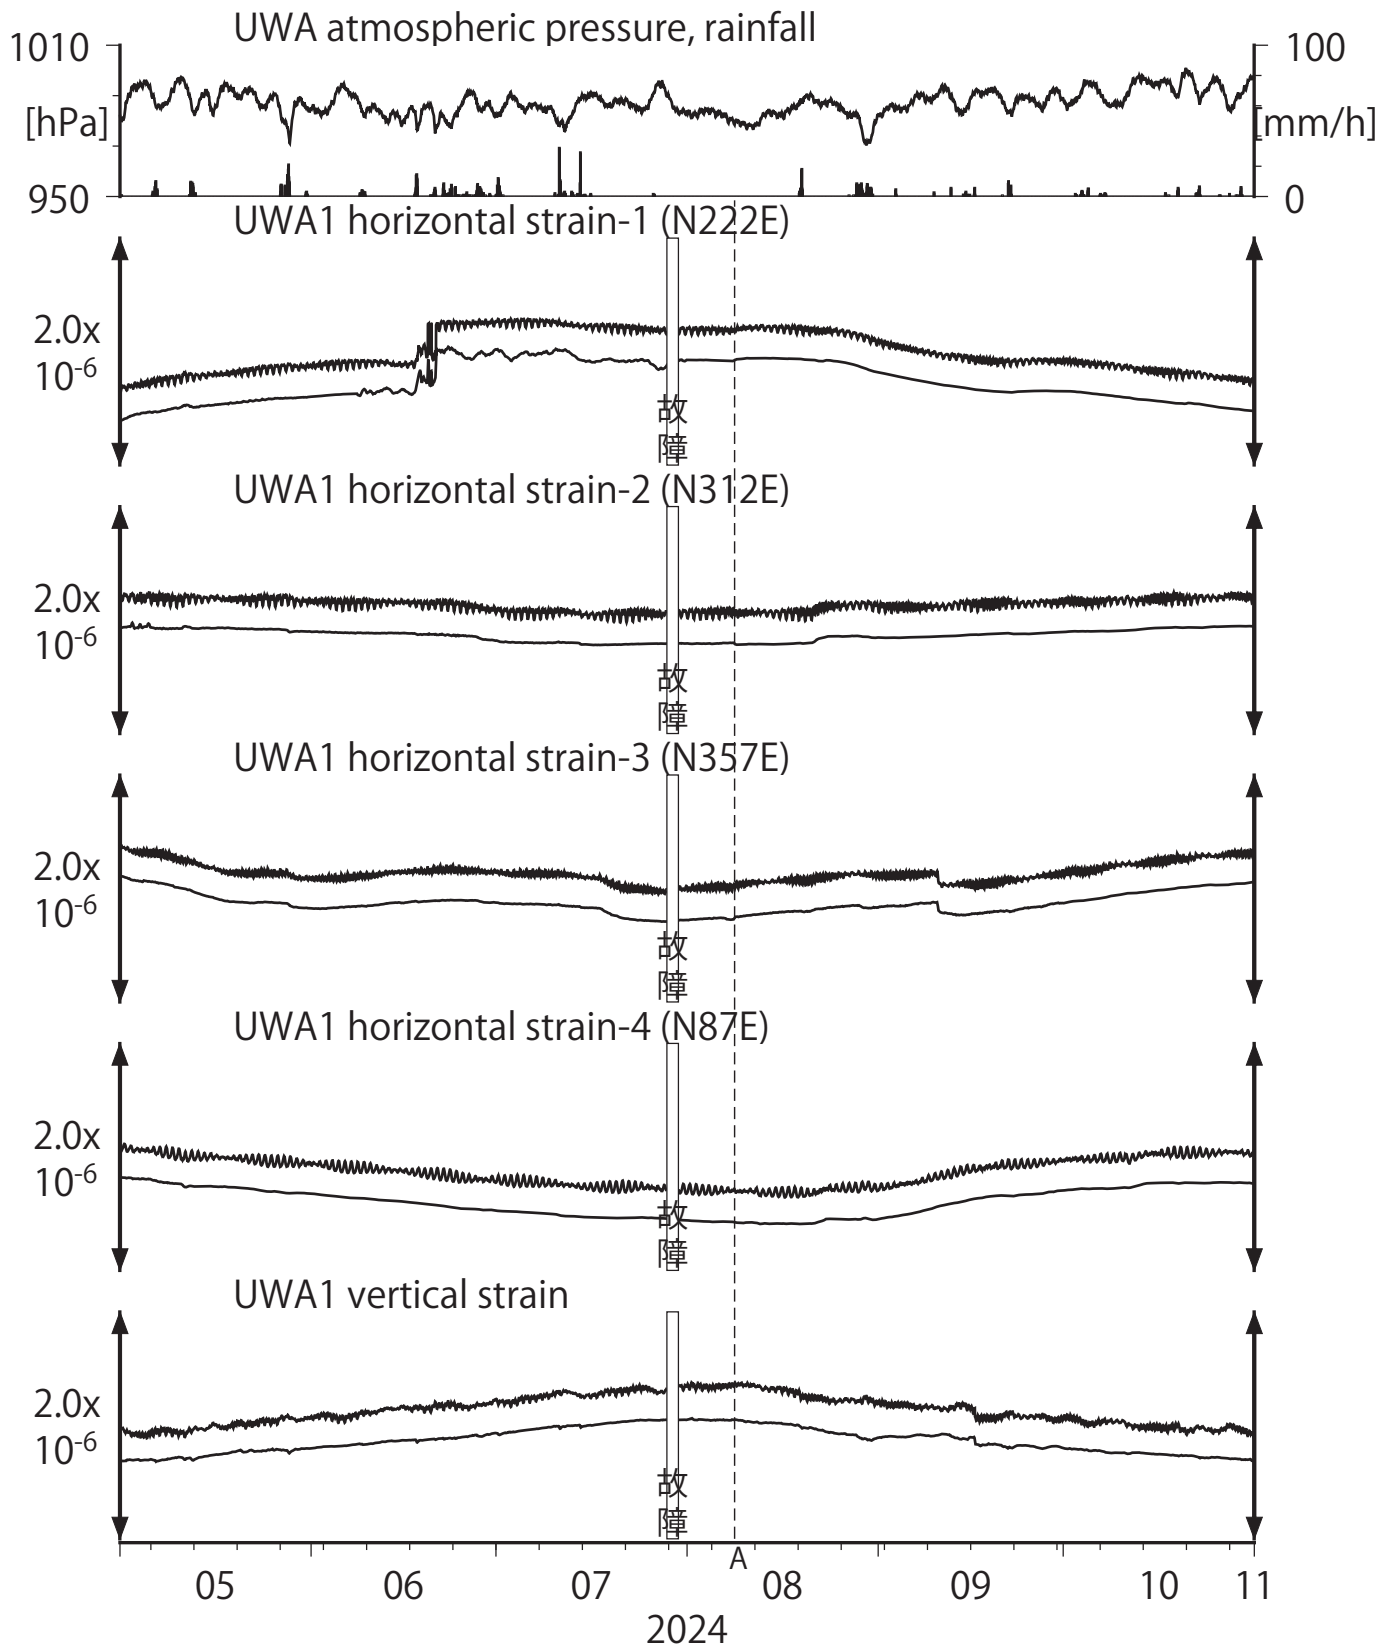 UWA atmospheric pressure, rainfall
1010
100
[hPa]
[mm/h]
950
0
UWA1 horizontal strain-1 (N222E)
2.0x
10-6
故
障
UWA1 horizontal strain-2 (N312E)
2.0x
10-6
故
障
UWA1 horizontal strain-3 (N357E)
2.0x
10-6
故
障
UWA1 horizontal strain-4 (N87E)
2.0x
10-6
故
障
UWA1 vertical strain
2.0x
10-6
故
障
A
05 06 07 08 09 10 11
2024